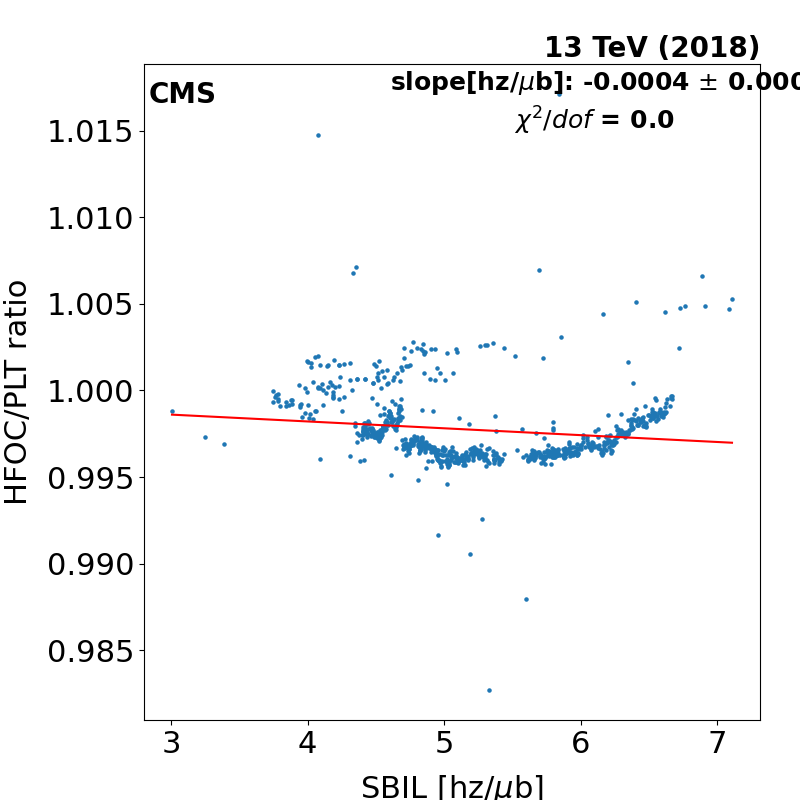 13 TeV (2018)
CMS
slope[hz/μb]: -0.0004 ± 0.000
χ²/dof = 0.0
1.015
1.010
1.005
1.000
0.995
0.990
0.985
HFOC/PLT ratio
3 4 5 6 7
SBIL [hz/μb]